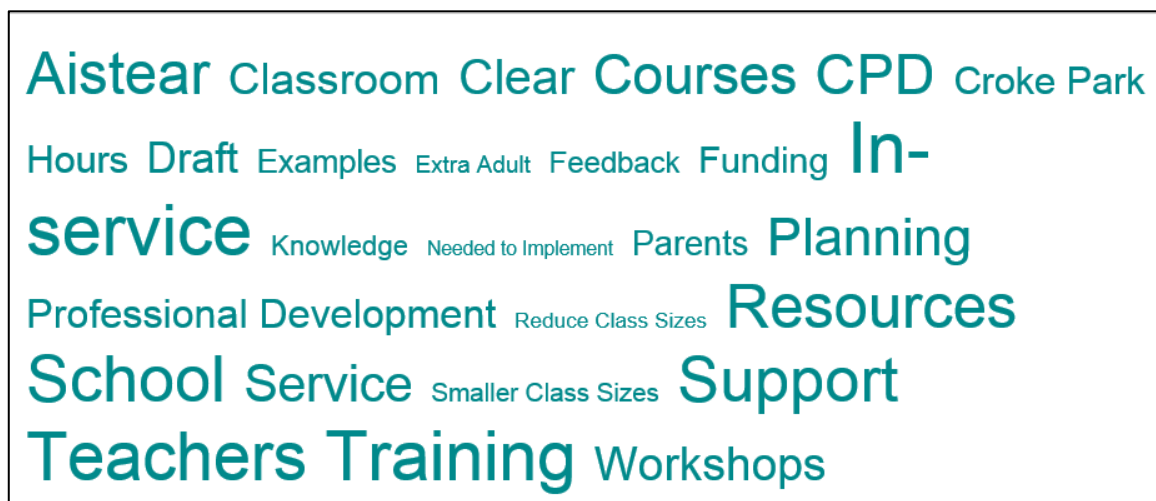 Aistear Classroom Clear Courses CPD Croke Park
Hours Draft Examples Extra Adult Feedback Funding In-
service Knowledge Needed to Implement Parents Planning
Professional Development Reduce Class Sizes Resources
School Service Smaller Class Sizes Support
Teachers Training Workshops